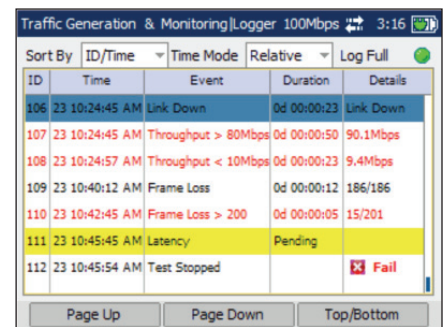 Traffic Generation & Monitoring|Logger 100Mbps 3:16
Sort By ID/Time Time Mode Relative Log Full
ID Time Event Duration Details
106 23 10:24:45 AM Link Down 0d 00:00:23 Link Down
107 23 10:24:45 AM Throughput > 80Mbps 0d 00:00:50 90.1Mbps
108 23 10:24:57 AM Throughput < 10Mbps 0d 00:00:23 9.4Mbps
109 23 10:40:12 AM Frame Loss 0d 00:00:12 186/186
110 23 10:42:45 AM Frame Loss > 200 0d 00:00:05 15/201
111 23 10:45:45 AM Latency Pending
112 23 10:45:54 AM Test Stopped Fail
Page Up Page Down Top/Bottom